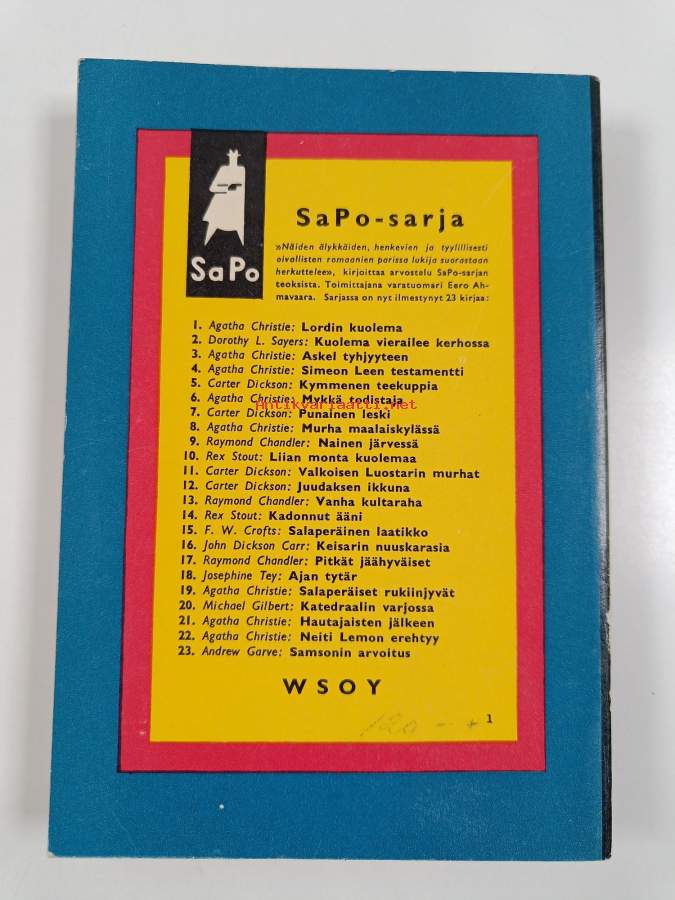 SaPo
SaPo-sarja
»Näiden älykkäiden, henkevien ja tyylillisesti
oivallisten romaanien parissa lukija suorastaan
herkuttelee», kirjoittaa arvostelu SaPo-sarjan
teoksista. Toimittajana varatuomari Eero Ah-
mavaara. Sarjassa on nyt ilmestynyt 23 kirjaa:
1. Agatha Christie: Lordin kuolema
2. Dorothy L. Sayers: Kuolema vierailee kerhossa
3. Agatha Christie: Askel tyhjyyteen
4. Agatha Christie: Simeon Leen testamentti
5. Carter Dickson: Kymmenen teekuppia
6. Agatha Christie: Mykkä todistaja
Antikvariaatti.net
7. Carter Dickson: Punainen leski
8. Agatha Christie: Murha maalaiskylässä
9. Raymond Chandler: Nainen järvessä
10. Rex Stout: Liian monta kuolemaa
11. Carter Dickson: Valkoisen Luostarin murhat
12. Carter Dickson: Juudaksen ikkuna
13. Raymond Chandler: Vanha kultaraha
14. Rex Stout: Kadonnut ääni
15. F. W. Crofts: Salaperäinen laatikko
16. John Dickson Carr: Keisarin nuuskarasia
17. Raymond Chandler: Pitkät jäähyväiset
18. Josephine Tey: Ajan tytär
19. Agatha Christie: Salaperäiset rukiinjyvät
20. Michael Gilbert: Katedraalin varjossa
21. Agatha Christie: Hautajaisten jälkeen
22. Agatha Christie: Neiti Lemon erehtyy
23. Andrew Garve: Samsonin arvoitus
WSOY
1